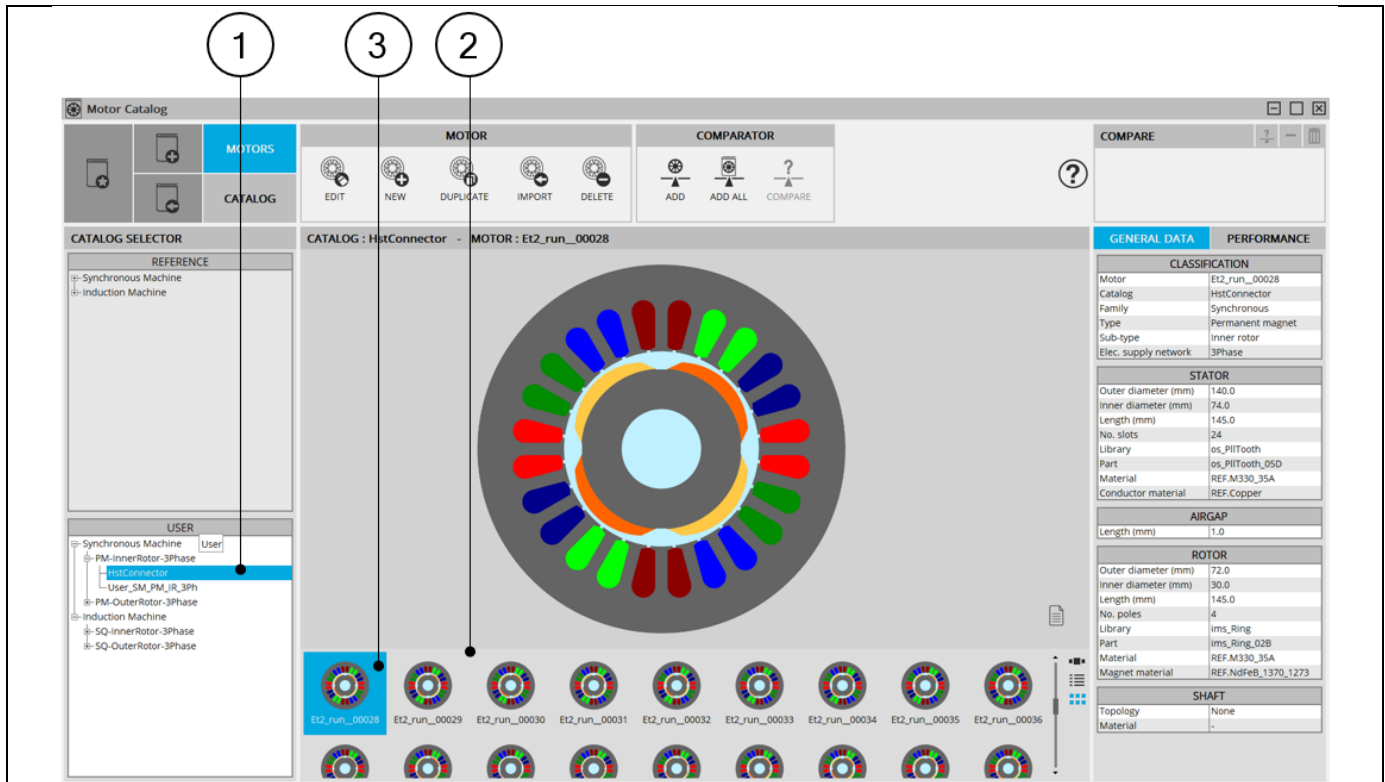 1
3
2
Motor Catalog
MOTORS
CATALOG
MOTOR
EDIT
NEW
DUPLICATE
IMPORT
DELETE
COMPARATOR
ADD
ADD ALL
?
COMPARE
?
COMPARE
?
CATALOG SELECTOR
REFERENCE
Synchronous Machine
Induction Machine
USER
Synchronous Machine
User
PM-InnerRotor-3Phase
HstConnector
User_SM_PM_IR_3Ph
PM-OuterRotor-3Phase
Induction Machine
SQ-InnerRotor-3Phase
SQ-OuterRotor-3Phase
CATALOG : HstConnector - MOTOR : Et2_run__00028
Et2_run__00028
Et2_run__00029
Et2_run__00030
Et2_run__00031
Et2_run__00032
Et2_run__00033
Et2_run__00034
Et2_run__00035
Et2_run__00036
GENERAL DATA
PERFORMANCE
CLASSIFICATION
Motor Et2_run__00028
Catalog HstConnector
Family Synchronous
Type Permanent magnet
Sub-type Inner rotor
Elec. supply network 3Phase
STATOR
Outer diameter (mm) 140.0
Inner diameter (mm) 74.0
Length (mm) 145.0
No. slots 24
Library os_PllTooth
Part os_PllTooth_05D
Material REF.M330_35A
Conductor material REF.Copper
AIRGAP
Length (mm) 1.0
ROTOR
Outer diameter (mm) 72.0
Inner diameter (mm) 30.0
Length (mm) 145.0
No. poles 4
Library ims_Ring
Part ims_Ring_02B
Material REF.M330_35A
Magnet material REF.NdFeB_1370_1273
SHAFT
Topology None
Material -